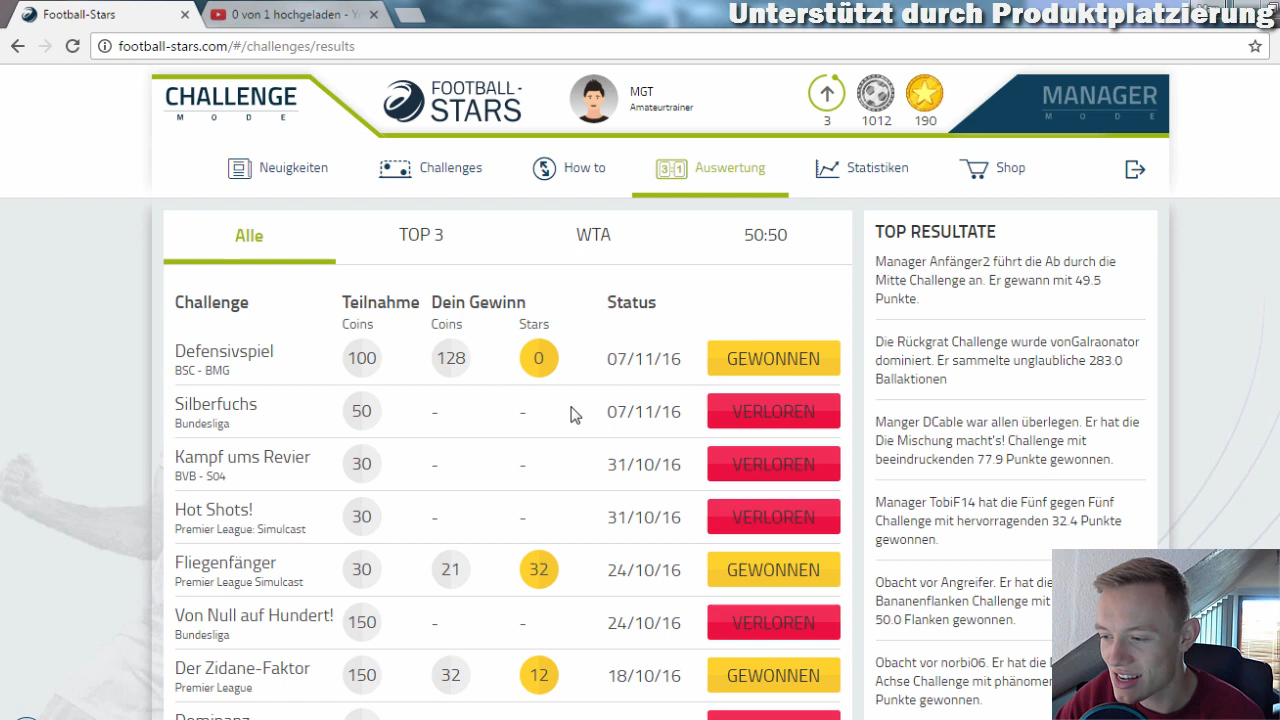 Football-Stars
0 von 1 hochgeladen - Y
Unterstützt durch Produktplatzierung
football-stars.com/#/challenges/results
CHALLENGE
MODE
FOOTBALL-
STARS
MGT
Amateurtrainer
3
1012
190
MANAGER
MODE
Neuigkeiten
Challenges
How to
3:1
Auswertung
Statistiken
Shop
Alle
TOP 3
WTA
50:50
Challenge
Teilnahme
Dein Gewinn
Status
Coins
Coins
Stars
Defensivspiel
BSC - BMG
100
128
0
07/11/16
GEWONNEN
Silberfuchs
Bundesliga
50
-
-
07/11/16
VERLOREN
Kampf ums Revier
BVB - S04
30
-
-
31/10/16
VERLOREN
Hot Shots!
Premier League: Simulcast
30
-
-
31/10/16
VERLOREN
Fliegenfänger
Premier League Simulcast
30
21
32
24/10/16
GEWONNEN
Von Null auf Hundert!
Bundesliga
150
-
-
24/10/16
VERLOREN
Der Zidane-Faktor
Premier League
150
32
12
18/10/16
GEWONNEN
TOP RESULTATE
Manager Anfänger2 führt die Ab durch die
Mitte Challenge an. Er gewann mit 49.5
Punkte.
Die Rückgrat Challenge wurde vonGalraonator
dominiert. Er sammelte unglaubliche 283.0
Ballaktionen
Manger DCable war allen überlegen. Er hat die
Die Mischung macht's! Challenge mit
beeindruckenden 77.9 Punkte gewonnen.
Manager TobiF14 hat die Fünf gegen Fünf
Challenge mit hervorragenden 32.4 Punkte
gewonnen.
Obacht vor Angreifer. Er hat die
Bananenflanken Challenge mit
50.0 Flanken gewonnen.
Obacht vor norbi06. Er hat die
Achse Challenge mit phänomen
Punkte gewonnen.